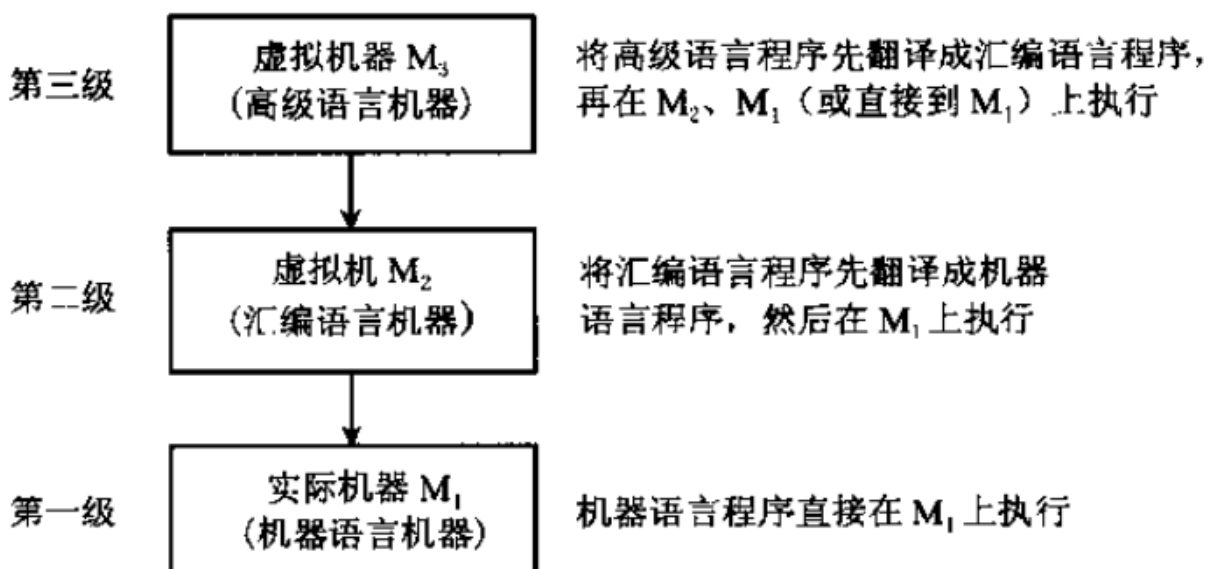 第三级
虚拟机器 M₃
(高级语言机器)
将高级语言程序先翻译成汇编语言程序，
再在 M₂、M₁（或直接到 M₁）上执行
第二级
虚拟机 M₂
(汇编语言机器)
将汇编语言程序先翻译成机器
语言程序，然后在 M₁ 上执行
第一级
实际机器 M₁
(机器语言机器)
机器语言程序直接在 M₁ 上执行